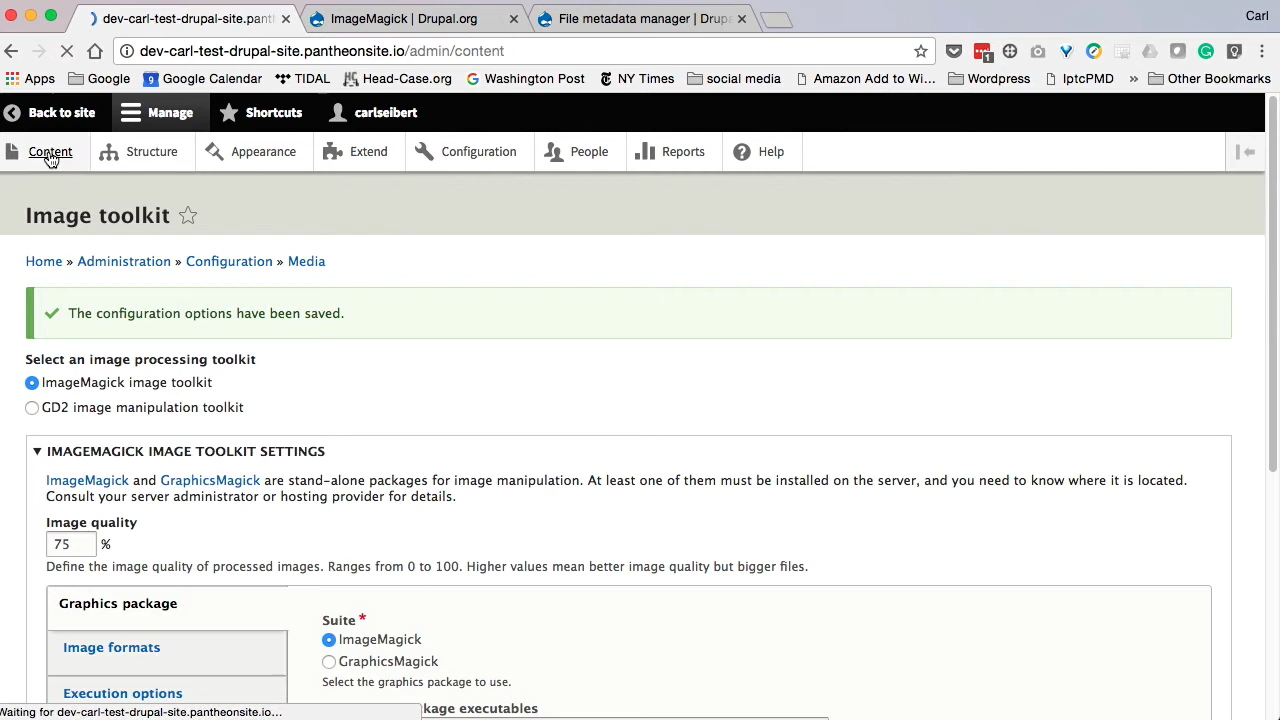 dev-carl-test-drupal-site.panth
ImageMagick | Drupal.org
File metadata manager | Drup
Carl
dev-carl-test-drupal-site.pantheonsite.io/admin/content
1
Apps Google 9 Google Calendar TIDAL Head-Case.org Washington Post NY Times social media Amazon Add to Wi... Wordpress IptcPMD » Other Bookmarks
Back to site Manage Shortcuts carlseibert
Content Structure Appearance Extend Configuration People Reports Help
Image toolkit
Home » Administration » Configuration » Media
The configuration options have been saved.
Select an image processing toolkit
ImageMagick image toolkit
GD2 image manipulation toolkit
IMAGEMAGICK IMAGE TOOLKIT SETTINGS
ImageMagick and GraphicsMagick are stand-alone packages for image manipulation. At least one of them must be installed on the server, and you need to know where it is located.
Consult your server administrator or hosting provider for details.
Image quality
75 %
Define the image quality of processed images. Ranges from 0 to 100. Higher values mean better image quality but bigger files.
Graphics package
Image formats
Execution options
Suite *
ImageMagick
GraphicsMagick
Select the graphics package to use.
kage executables
Waiting for dev-carl-test-drupal-site.pantheonsite.io...